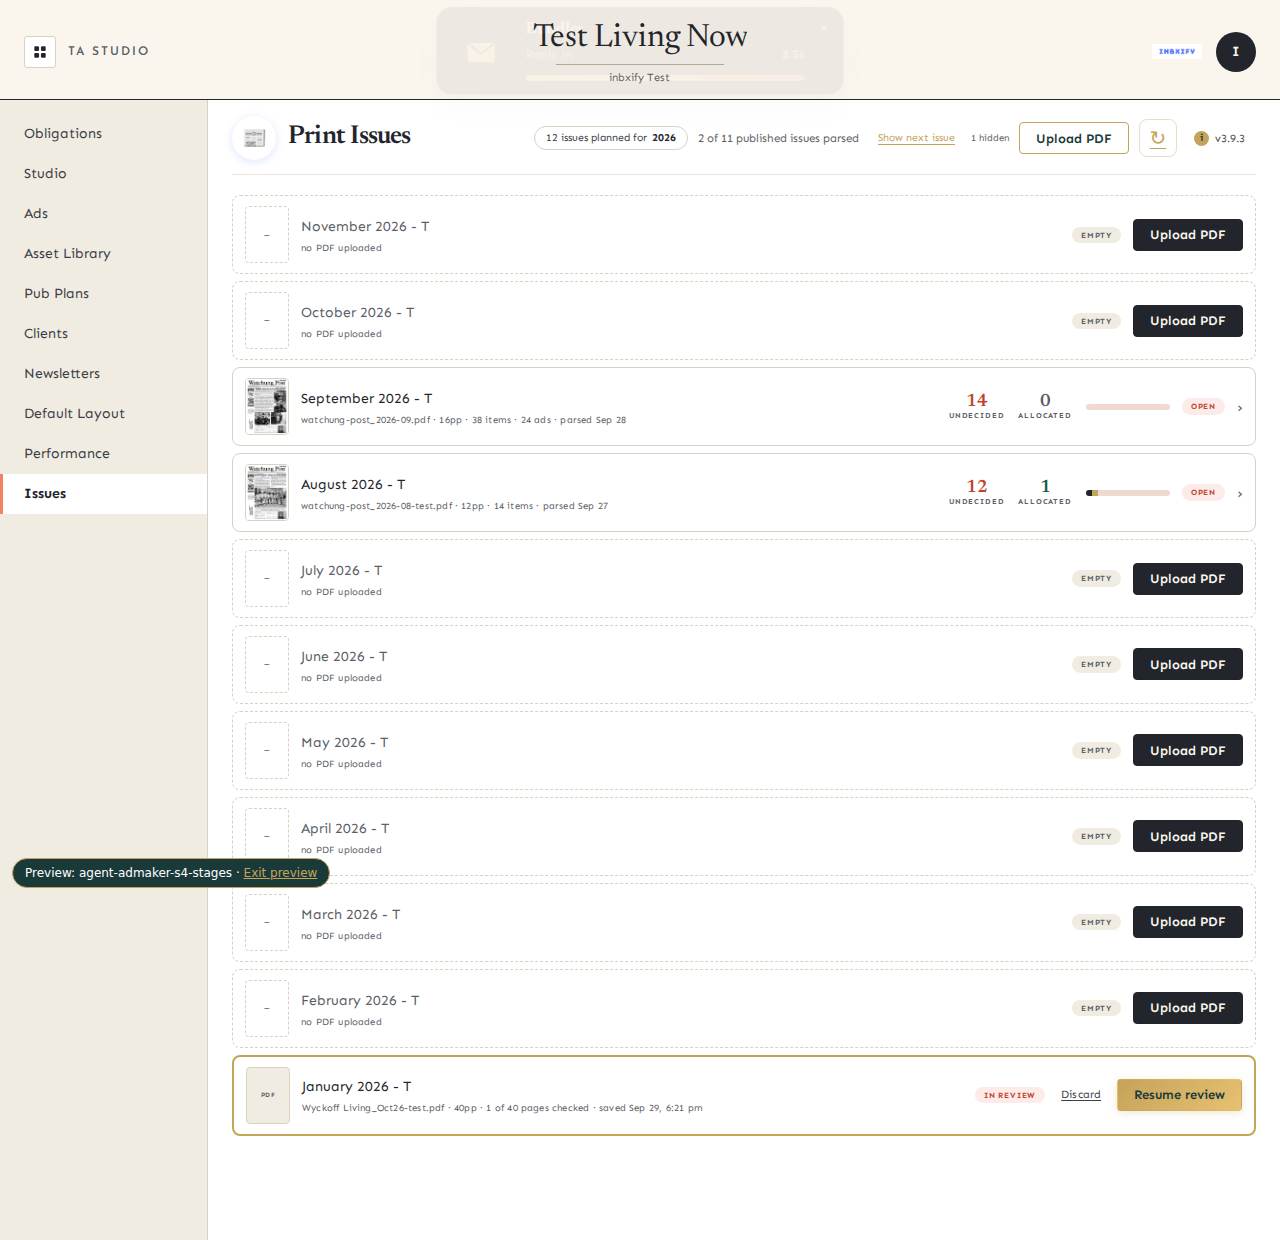 TA STUDIO
Test Living Now
inbxify Test
INBXIFY
I
Obligations
Studio
Ads
Asset Library
Pub Plans
Clients
Newsletters
Default Layout
Performance
Issues
Print Issues
12 issues planned for 2026
2 of 11 published issues parsed
Show next issue
1 hidden
Upload PDF
↻
i v3.9.3
–
November 2026 - T
no PDF uploaded
EMPTY
Upload PDF
–
October 2026 - T
no PDF uploaded
EMPTY
Upload PDF
Watchung Post
September 2026 - T
watchung-post_2026-09.pdf · 16pp · 38 items · 24 ads · parsed Sep 28
14
UNDECIDED
0
ALLOCATED
OPEN
›
Watchung Post
August 2026 - T
watchung-post_2026-08-test.pdf · 12pp · 14 items · parsed Sep 27
12
UNDECIDED
1
ALLOCATED
OPEN
›
–
July 2026 - T
no PDF uploaded
EMPTY
Upload PDF
–
June 2026 - T
no PDF uploaded
EMPTY
Upload PDF
–
May 2026 - T
no PDF uploaded
EMPTY
Upload PDF
–
April 2026 - T
no PDF uploaded
EMPTY
Upload PDF
Preview: agent-admaker-s4-stages · Exit preview
–
March 2026 - T
no PDF uploaded
EMPTY
Upload PDF
–
February 2026 - T
no PDF uploaded
EMPTY
Upload PDF
PDF
January 2026 - T
Wyckoff Living_Oct26-test.pdf · 40pp · 1 of 40 pages checked · saved Sep 29, 6:21 pm
IN REVIEW
Discard
Resume review